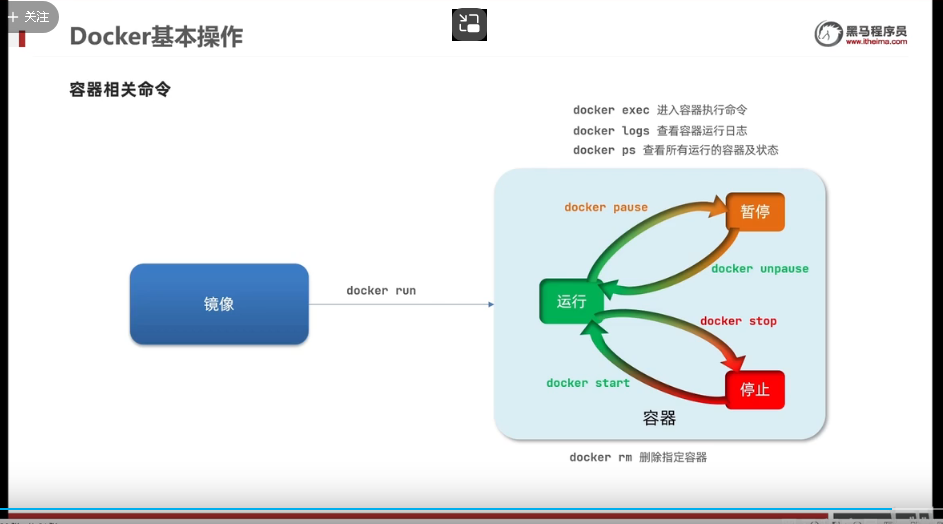 + 关注
Docker基本操作
黑马程序员
www.itheima.com
容器相关命令
docker exec 进入容器执行命令
docker logs 查看容器运行日志
docker ps 查看所有运行的容器及状态
docker pause
暂停
docker unpause
镜像
docker run
运行
docker stop
docker start
停止
容器
docker rm 删除指定容器